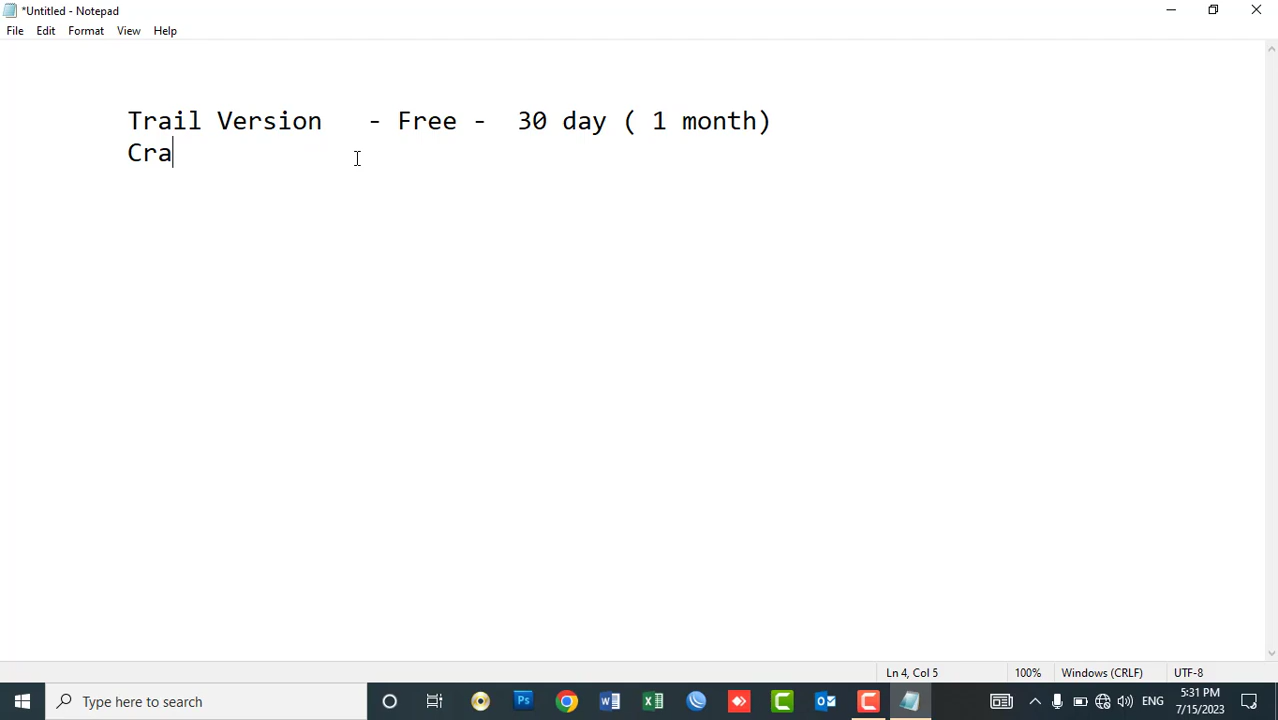 *Untitled - Notepad
File Edit Format View Help
Trail Version - Free - 30 day ( 1 month)
Cra
Ln 4, Col 5 100% Windows (CRLF) UTF-8
Type here to search
Ps
ENG
5:31 PM
7/15/2023